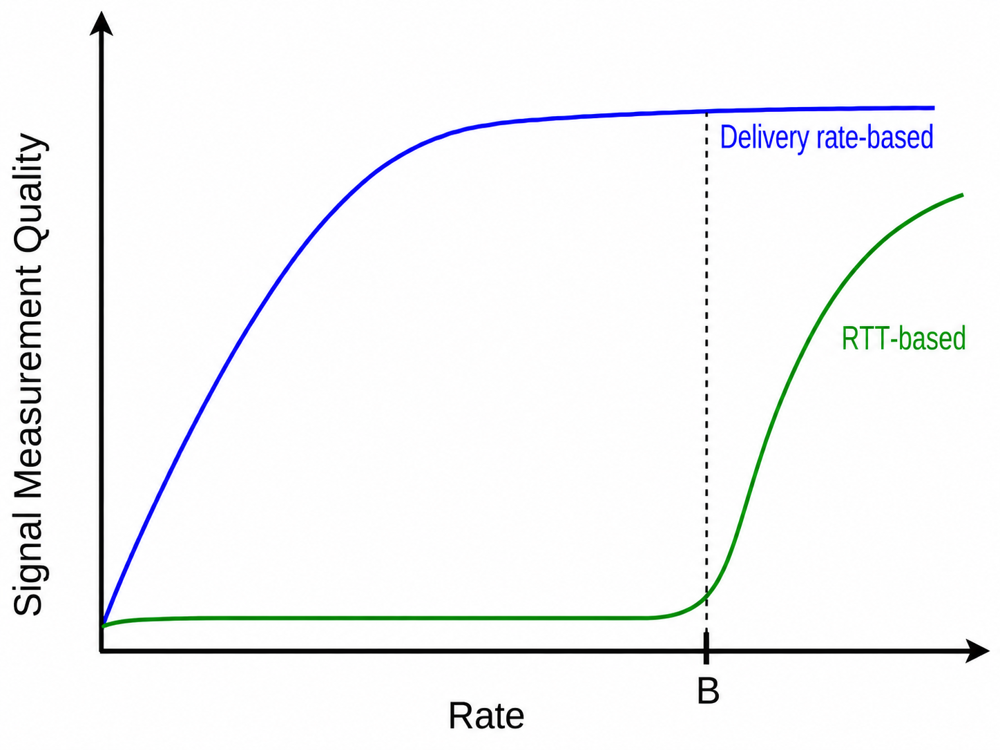 Signal Measurement Quality
Delivery rate-based
RTT-based
B
Rate